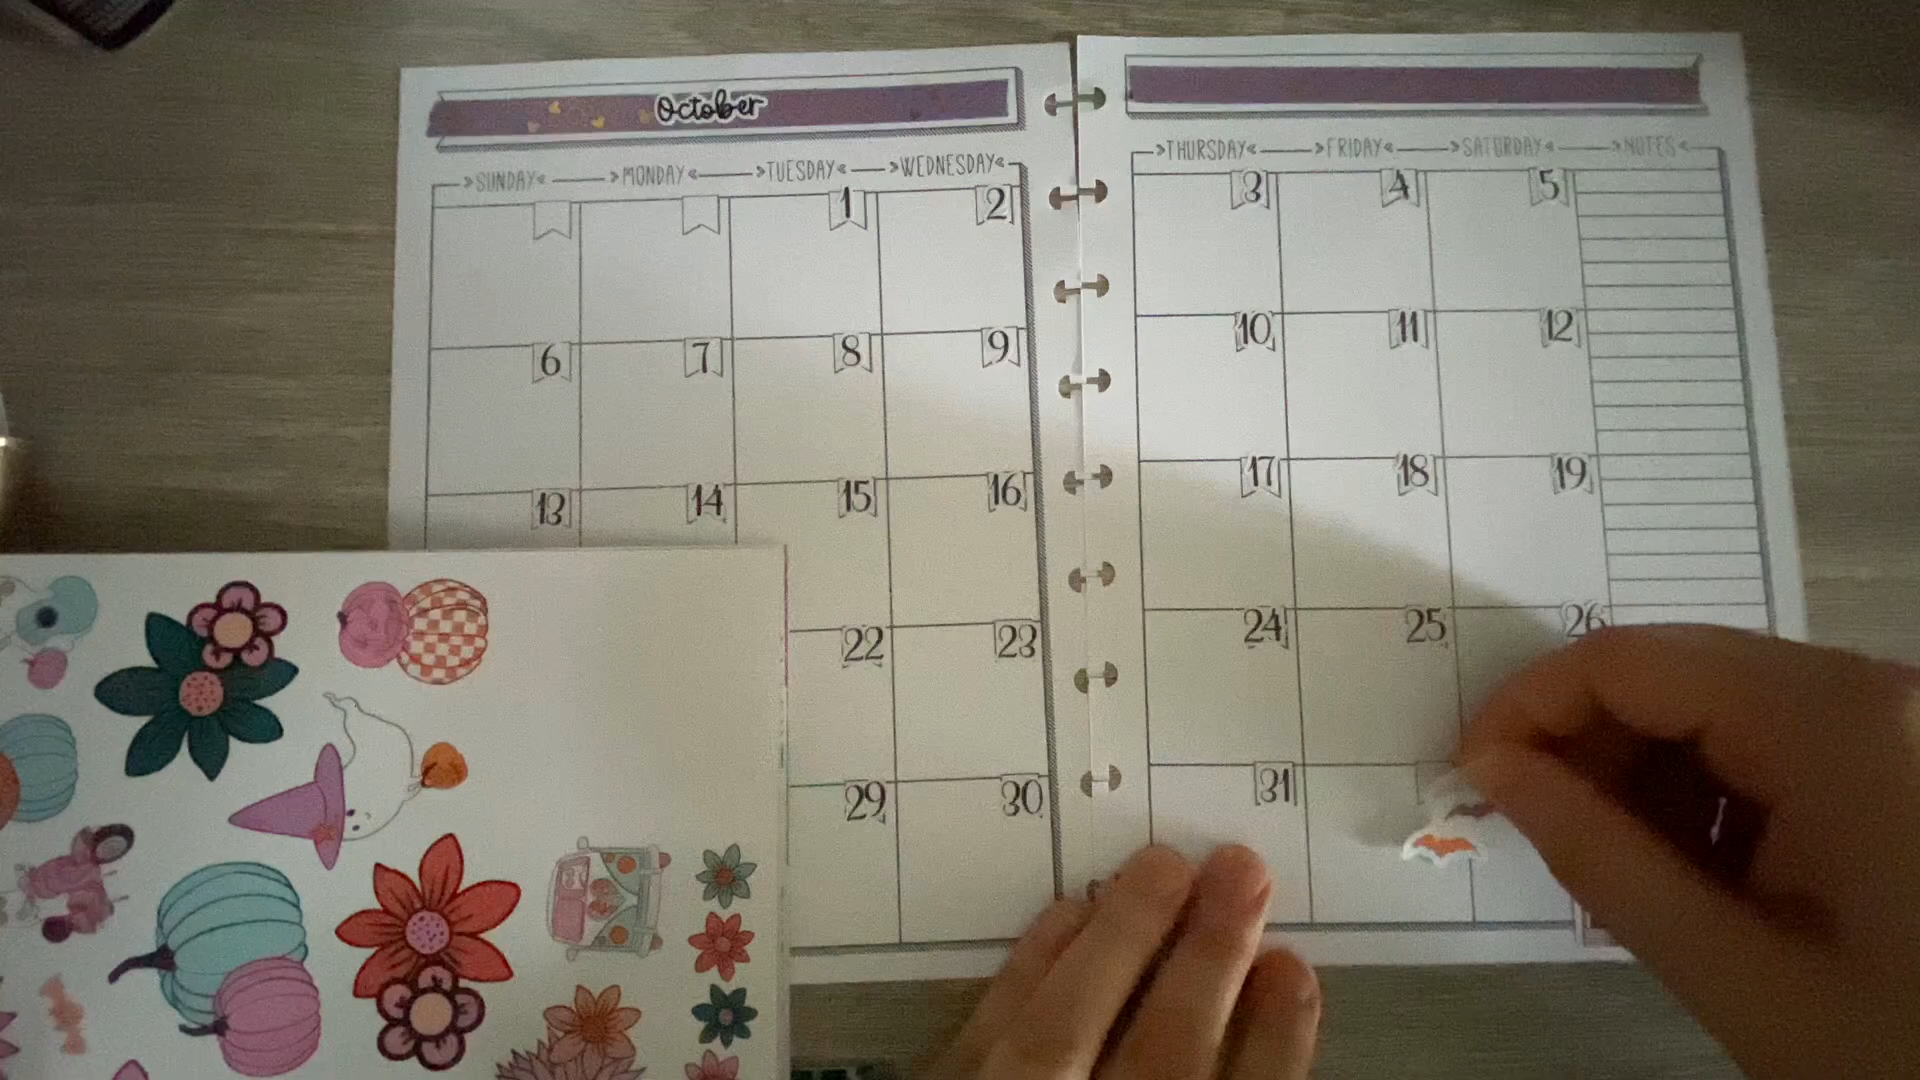 October
»SUNDAY« »MONDAY« »TUESDAY« »WEDNESDAY« »THURSDAY« »FRIDAY« »SATURDAY« »NOTES«
1 2 3 4 5
6 7 8 9 10 11 12
13 14 15 16 17 18 19
22 23 24 25 26
29 30 31